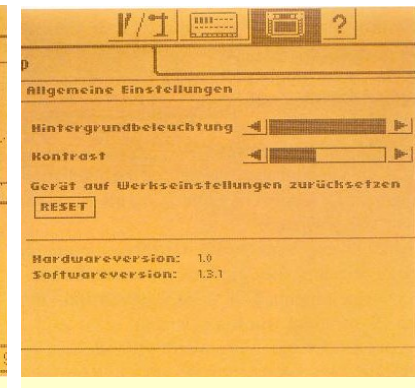 ?
Allgemeine Einstellungen
Hintergrundbeleuchtung
Kontrast
Gerät auf Werkseinstellungen zurücksetzen
RESET
Hardwareversion: 1.0
Softwareversion: 1.3.1